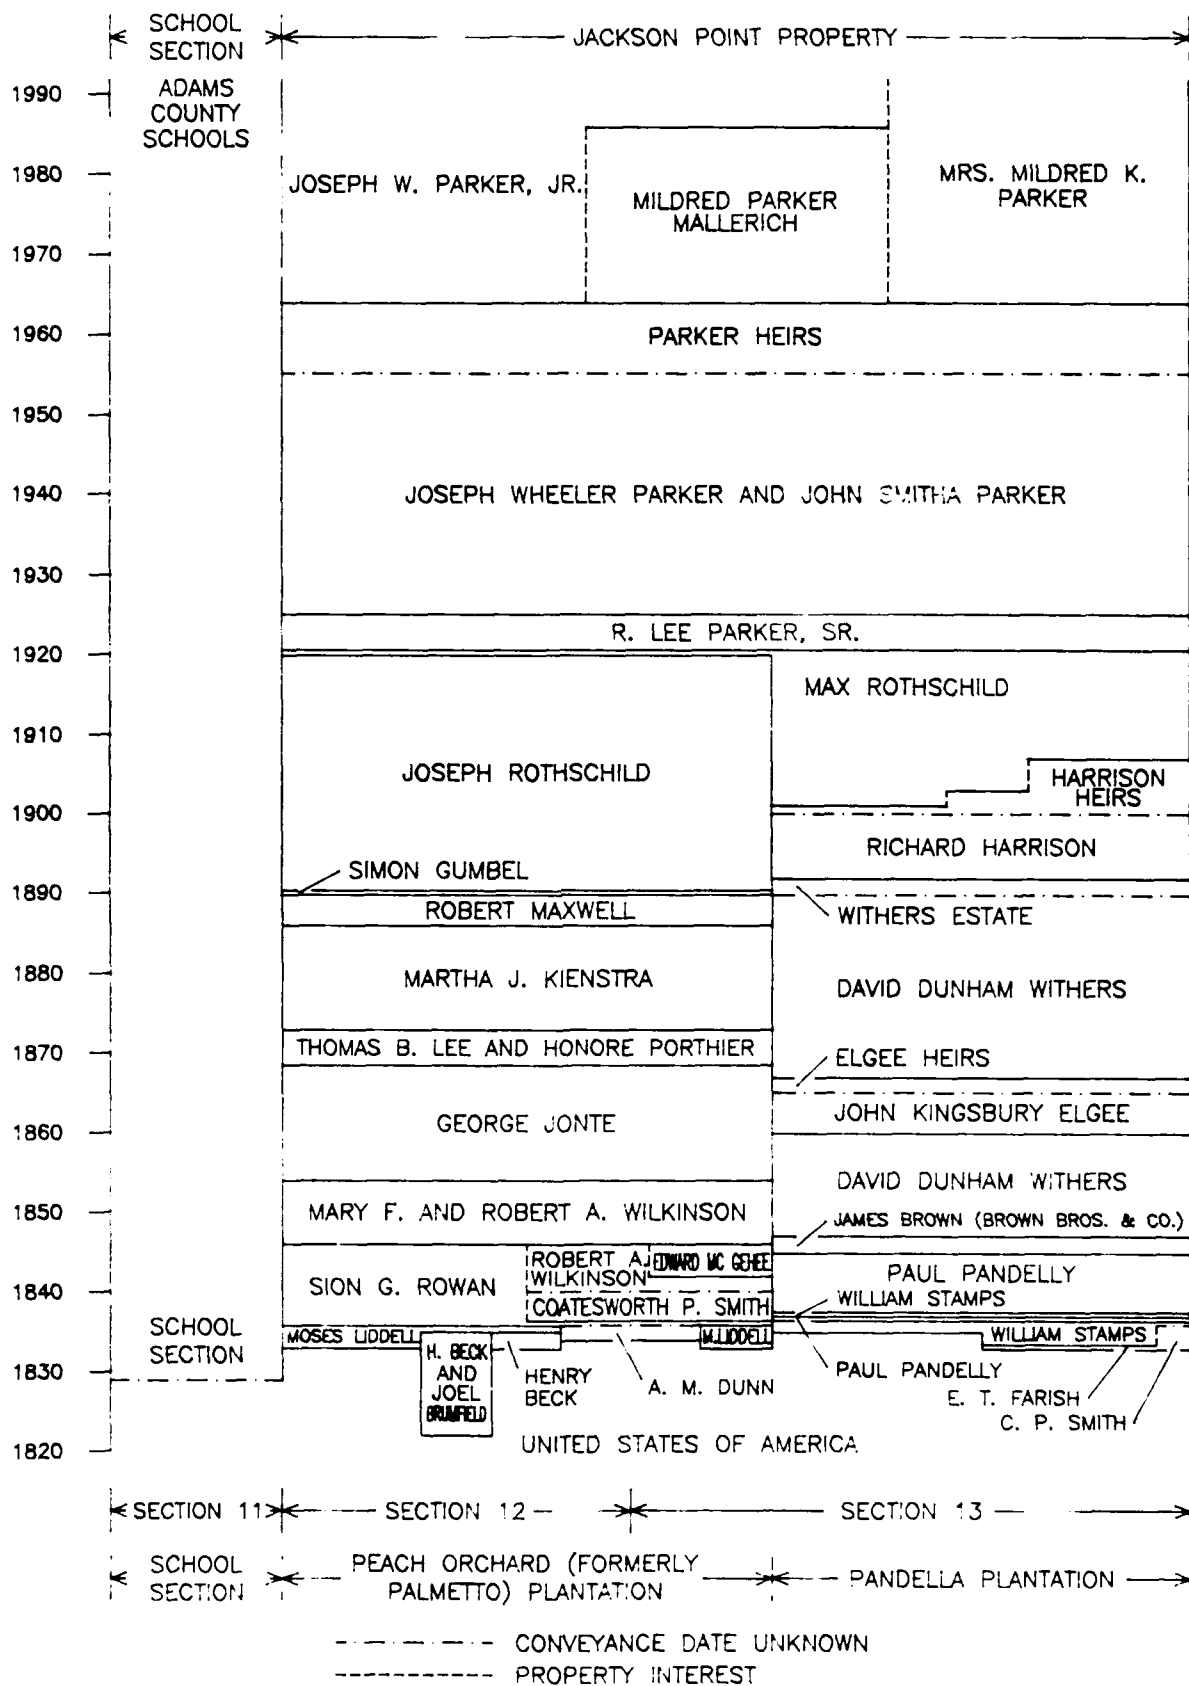 SCHOOL
SECTION
JACKSON POINT PROPERTY
1990
ADAMS
COUNTY
SCHOOLS
1980
JOSEPH W. PARKER, JR.
MILDRED PARKER
MALLERICH
MRS. MILDRED K.
PARKER
1970
1960
PARKER HEIRS
1950
1940
JOSEPH WHEELER PARKER AND JOHN SMITHA PARKER
1930
R. LEE PARKER, SR.
1920
MAX ROTHSCHILD
1910
JOSEPH ROTHSCHILD
HARRISON
HEIRS
1900
RICHARD HARRISON
SIMON GUMBEL
1890
ROBERT MAXWELL
WITHERS ESTATE
1880
MARTHA J. KIENSTRA
DAVID DUNHAM WITHERS
1870
THOMAS B. LEE AND HONORE PORTHIER
ELGEE HEIRS
GEORGE JONTE
JOHN KINGSBURY ELGEE
1860
DAVID DUNHAM WITHERS
1850
MARY F. AND ROBERT A. WILKINSON
JAMES BROWN (BROWN BROS. & CO.)
ROBERT A.
WILKINSON
EDWARD MC GEHEE
SION G. ROWAN
PAUL PANDELLY
1840
WILLIAM STAMPS
COATESWORTH P. SMITH
SCHOOL
SECTION
MOSES LIDDELL
M.LIDDELL
WILLIAM STAMPS
H. BECK
AND
JOEL
BRUMFIELD
1830
HENRY
BECK
A. M. DUNN
PAUL PANDELLY
E. T. FARISH
C. P. SMITH
1820
UNITED STATES OF AMERICA
SECTION 11
SECTION 12
SECTION 13
SCHOOL
SECTION
PEACH ORCHARD (FORMERLY
PALMETTO) PLANTATION
PANDELLA PLANTATION
CONVEYANCE DATE UNKNOWN
PROPERTY INTEREST